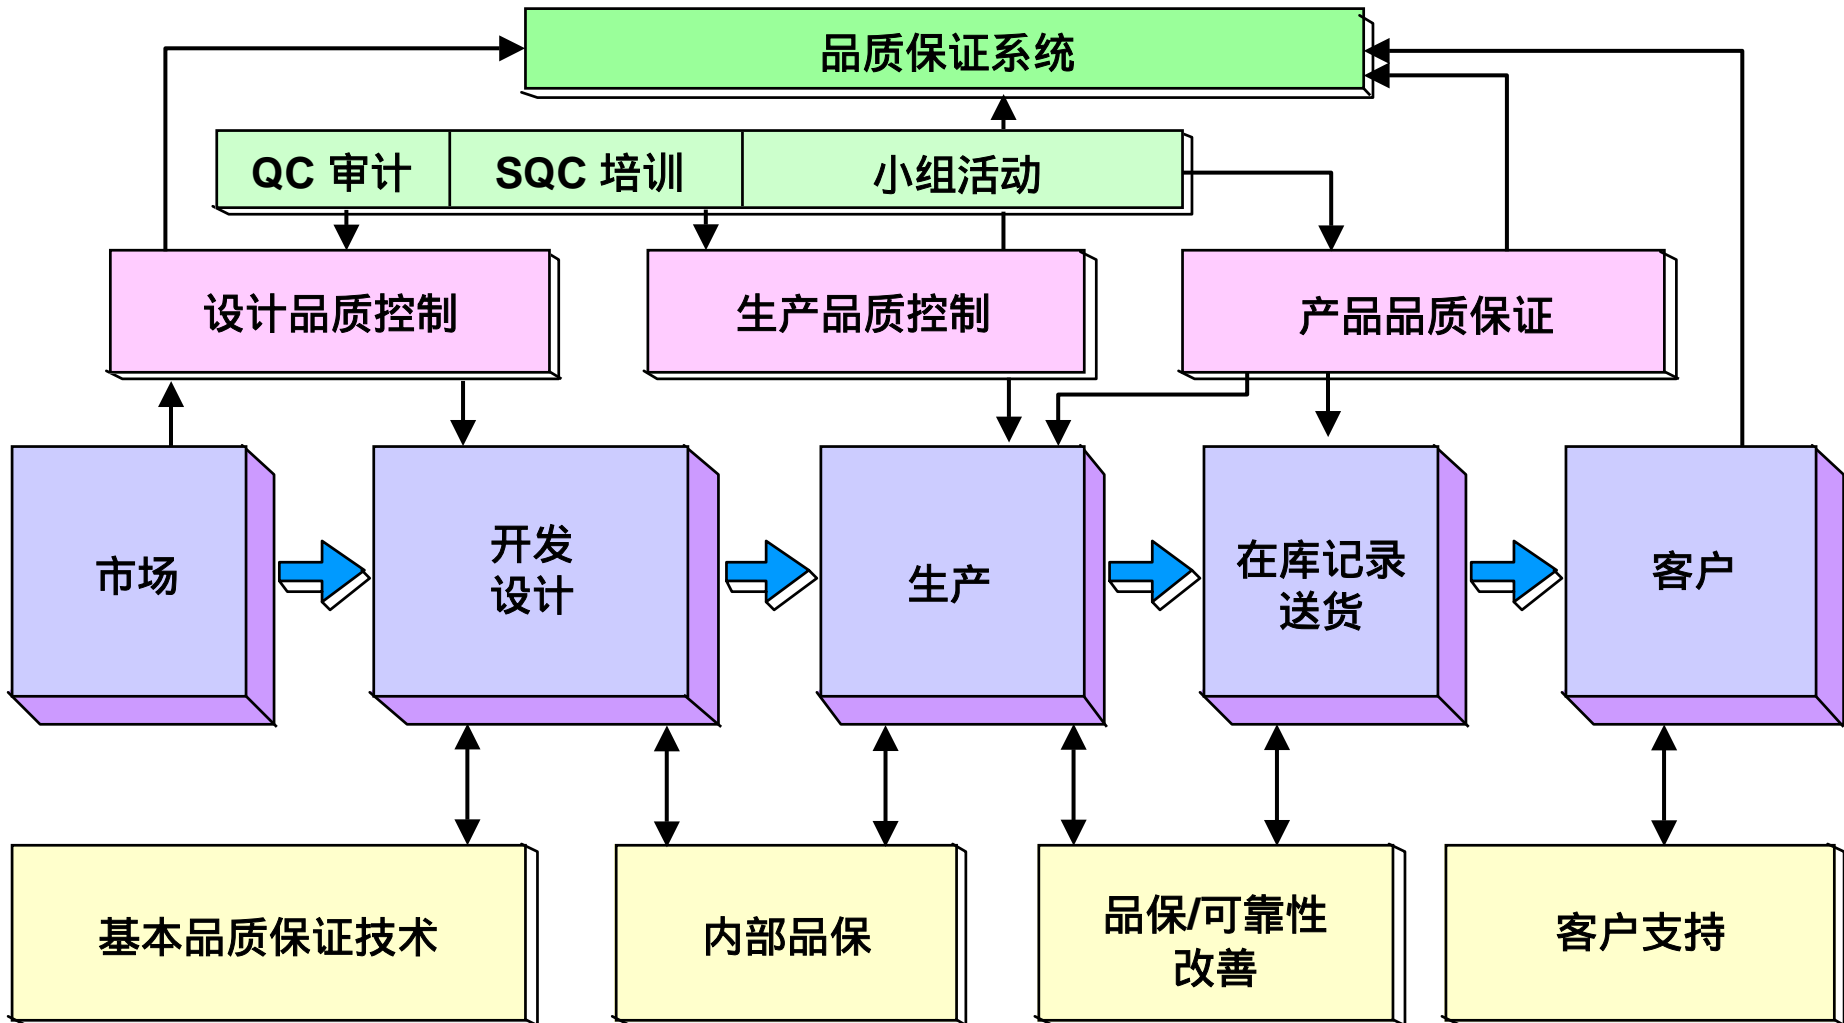 品质保证系统
QC 审计
SQC 培训
小组活动
设计品质控制
生产品质控制
产品品质保证
市场
开发
设计
生产
在库记录
送货
客户
基本品质保证技术
内部品保
品保/可靠性
改善
客户支持